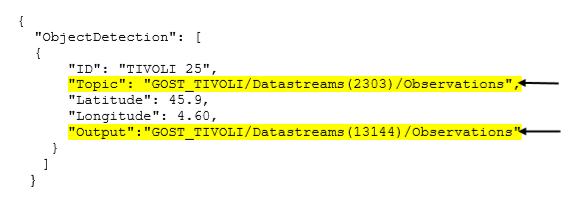 {
"ObjectDetection": [
{
"ID": "TIVOLI 25",
"Topic": "GOST_TIVOLI/Datastreams(2303)/Observations",
"Latitude": 45.9,
"Longitude": 4.60,
"Output":"GOST_TIVOLI/Datastreams(13144)/Observations"
}
]
}